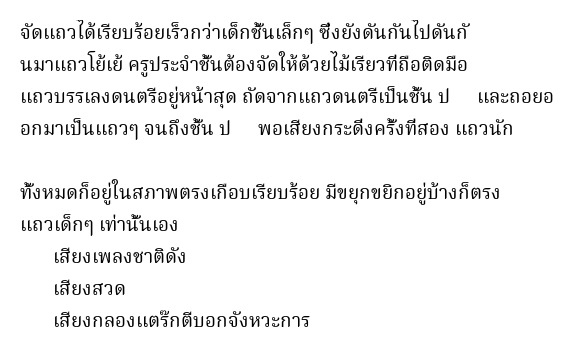 จัดแถวได้เรียบร้อยเร็วกว่าเด็กชั้นเล็กๆ ซึ่งยังดันกันไปดันกั
นมาแถวโย้เย้ ครูประจำชั้นต้องจัดให้ด้วยไม้เรียวที่ถือติดมือ
แถวบรรเลงดนตรีอยู่หน้าสุด ถัดจากแถวดนตรีเป็นชั้น ป และถอยอ
อกมาเป็นแถวๆ จนถึงชั้น ป พอเสียงกระดิ่งครั้งที่สอง แถวนัก
ทั้งหมดก็อยู่ในสภาพตรงเกือบเรียบร้อย มีขยุกขยิกอยู่บ้างก็ตรง
แถวเด็กๆ เท่านั้นเอง
เสียงเพลงชาติดัง
เสียงสวด
เสียงกลองแตร๊กตีบอกจังหวะการ